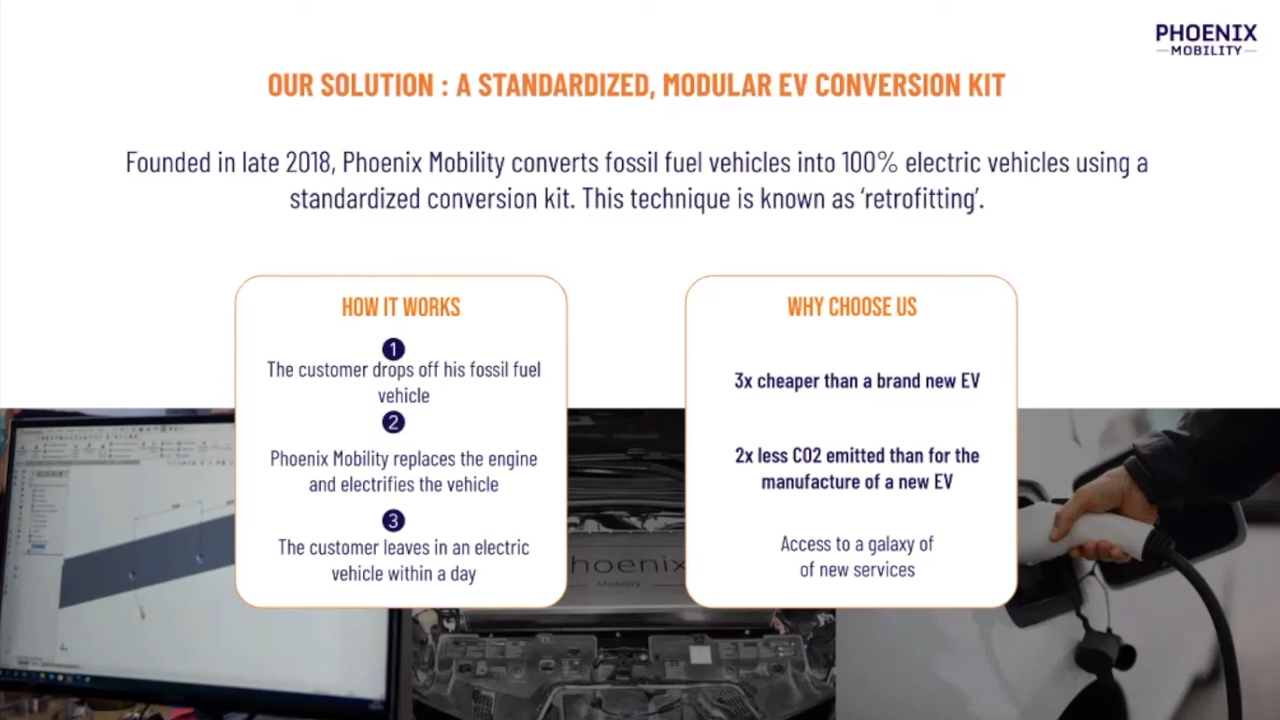 PHOENIX
MOBILITY
OUR SOLUTION : A STANDARDIZED, MODULAR EV CONVERSION KIT
Founded in late 2018, Phoenix Mobility converts fossil fuel vehicles into 100% electric vehicles using a
standardized conversion kit. This technique is known as ‘retrofitting’.
HOW IT WORKS
1
The customer drops off his fossil fuel
vehicle
2
Phoenix Mobility replaces the engine
and electrifies the vehicle
3
The customer leaves in an electric
vehicle within a day
WHY CHOOSE US
3x cheaper than a brand new EV
2x less CO2 emitted than for the
manufacture of a new EV
Access to a galaxy of
of new services
hoenix
Mobility